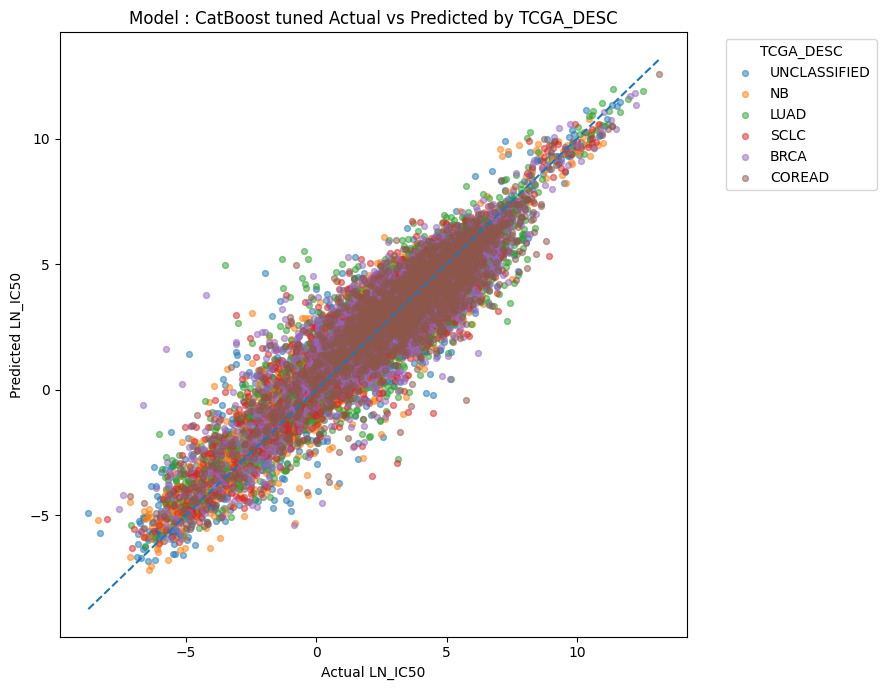 Model : CatBoost tuned Actual vs Predicted by TCGA_DESC
TCGA_DESC
UNCLASSIFIED
NB
LUAD
SCLC
BRCA
COREAD
Predicted LN_IC50
10
5
0
−5
−5
0
5
10
Actual LN_IC50